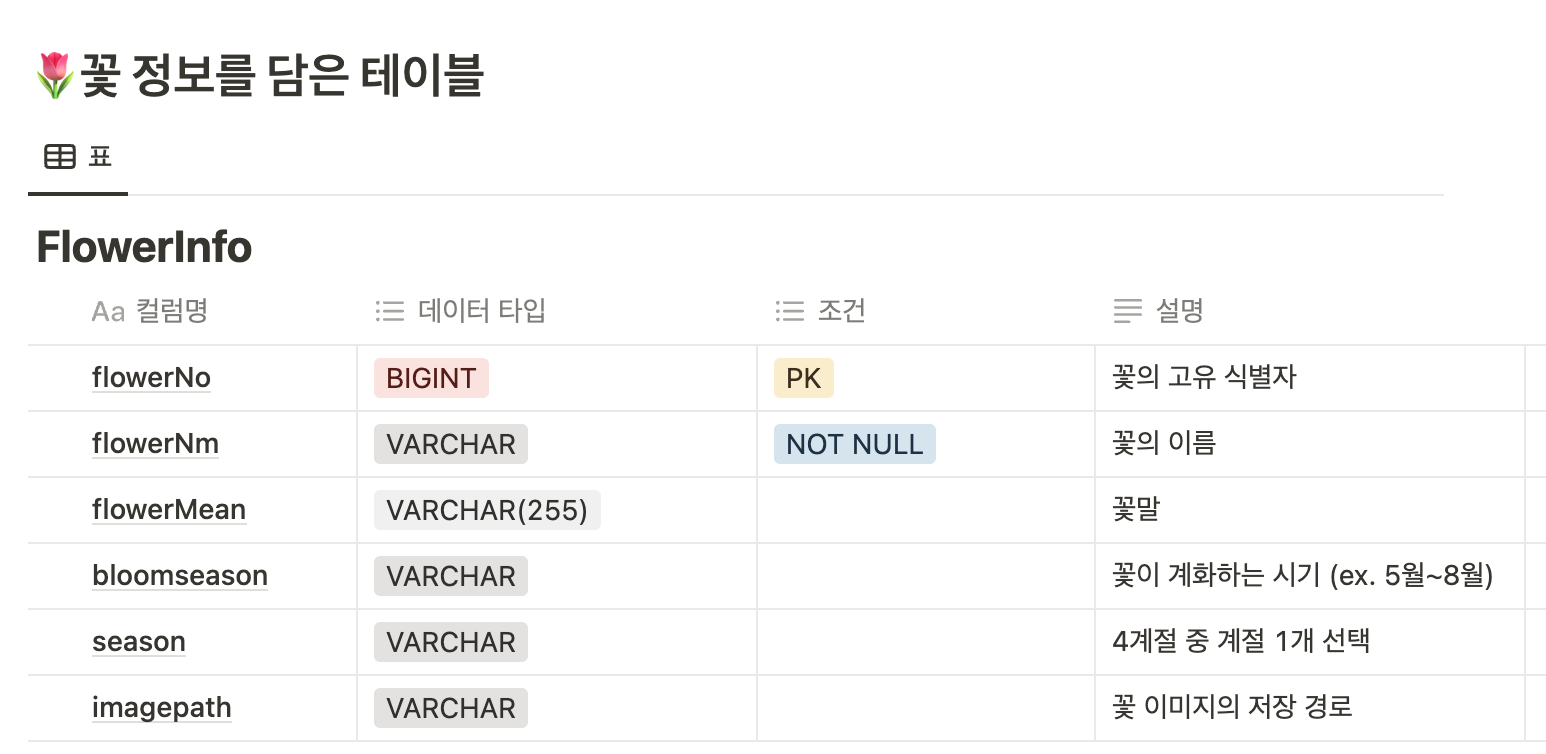 🌷꽃 정보를 담은 테이블
표
FlowerInfo
Aa 컬럼명 데이터 타입 조건 설명
flowerNo BIGINT PK 꽃의 고유 식별자
flowerNm VARCHAR NOT NULL 꽃의 이름
flowerMean VARCHAR(255) 꽃말
bloomseason VARCHAR 꽃이 계화하는 시기 (ex. 5월~8월)
season VARCHAR 4계절 중 계절 1개 선택
imagepath VARCHAR 꽃 이미지의 저장 경로